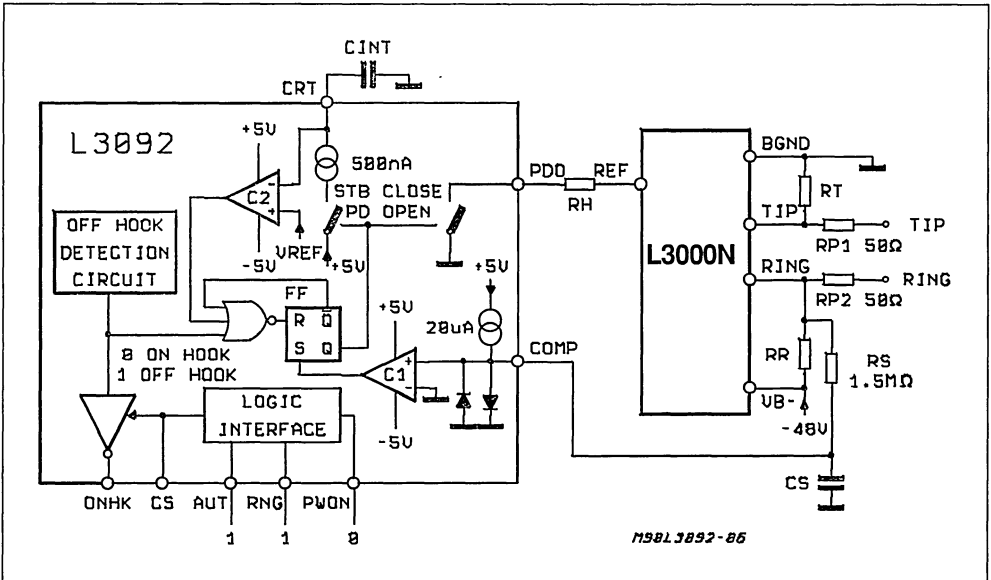 CINT
CRT
L3092
+5V
500nA
C2
-
+
STB CLOSE
PD OPEN
-5V
VREF
+5V
OFF HOOK
DETECTION
CIRCUIT
FF
R Q
S Q
+5V
20uA
+5V
C1
+
-
-5V
COMP
0 ON HOOK
1 OFF HOOK
LOGIC
INTERFACE
ONHK CS AUT RNG PWON
1 1 0
PDO REF
RH
L3000N
BGND
RT
TIP
TIP
RP1 50Ω
RING
RING
RP2 50Ω
RR
RS
1.5MΩ
VB-
-48V
CS
M90L3092-06